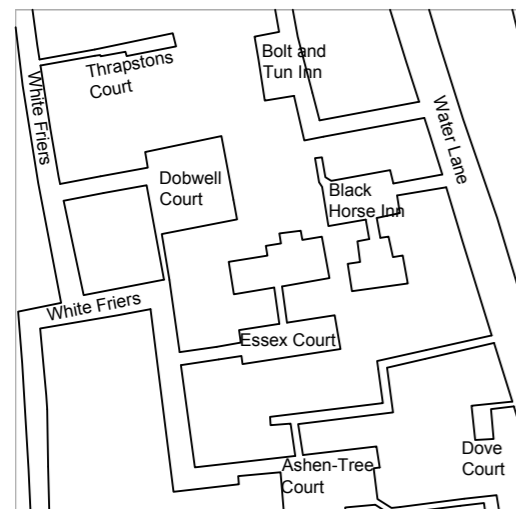 Bolt and
Tun Inn
Thrapstons
Court
White Friers
Water Lane
Dobwell
Court
Black
Horse Inn
White Friers
Essex Court
Dove
Court
Ashen-Tree
Court